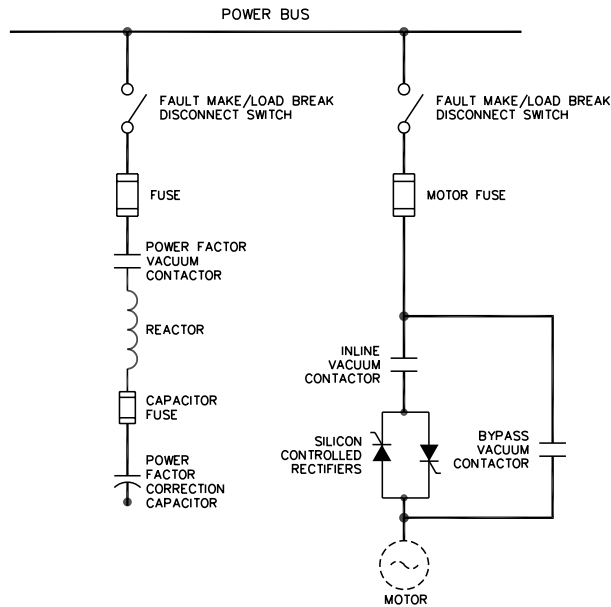 POWER BUS
FAULT MAKE/LOAD BREAK
DISCONNECT SWITCH
FUSE
POWER FACTOR
VACUUM
CONTACTOR
REACTOR
CAPACITOR
FUSE
POWER
FACTOR
CORRECTION
CAPACITOR
FAULT MAKE/LOAD BREAK
DISCONNECT SWITCH
MOTOR FUSE
INLINE
VACUUM
CONTACTOR
SILICON
CONTROLLED
RECTIFIERS
BYPASS
VACUUM
CONTACTOR
MOTOR